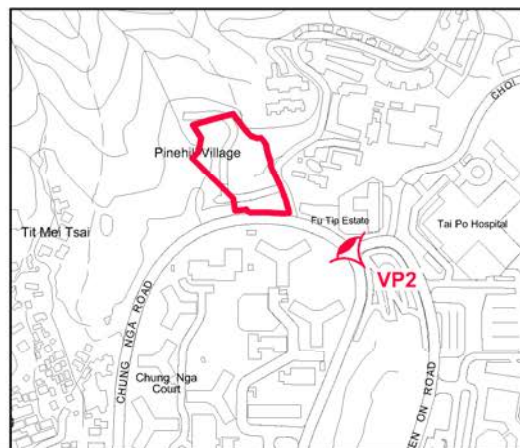 CHOI
Pinehill Village
Fu Tip Estate
Tai Po Hospital
Tit Mei Tsai
VP2
CHUNG NGA ROAD
Chung Nga
Court
EN ON ROAD